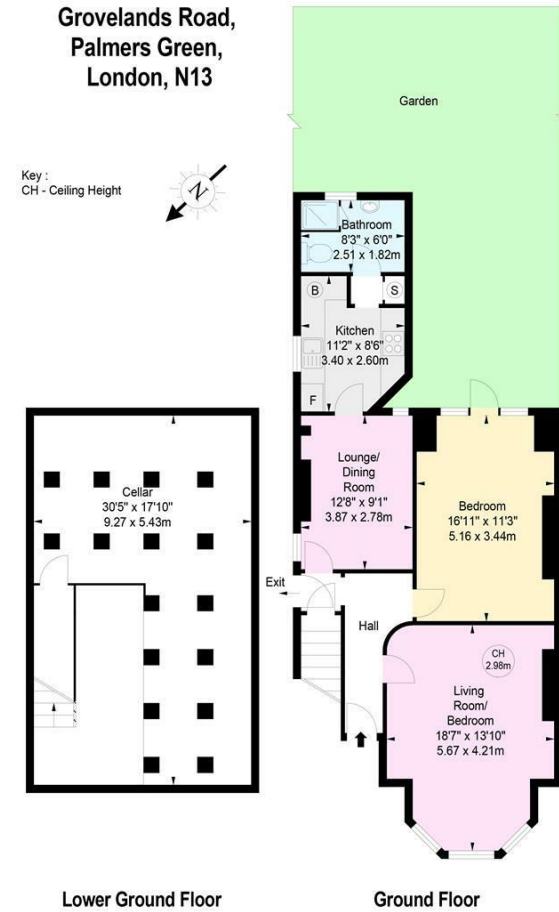 Grovelands Road,
Palmers Green,
London, N13
Key :
CH - Ceiling Height
N
Garden
Bathroom
8'3" x 6'0"
2.51 x 1.82m
B
S
Kitchen
11'2" x 8'6"
3.40 x 2.60m
F
Lounge/
Dining
Room
12'8" x 9'1"
3.87 x 2.78m
Bedroom
16'11" x 11'3"
5.16 x 3.44m
Cellar
30'5" x 17'10"
9.27 x 5.43m
Exit
Hall
CH
2.98m
Living
Room/
Bedroom
18'7" x 13'10"
5.67 x 4.21m
Lower Ground Floor
Ground Floor